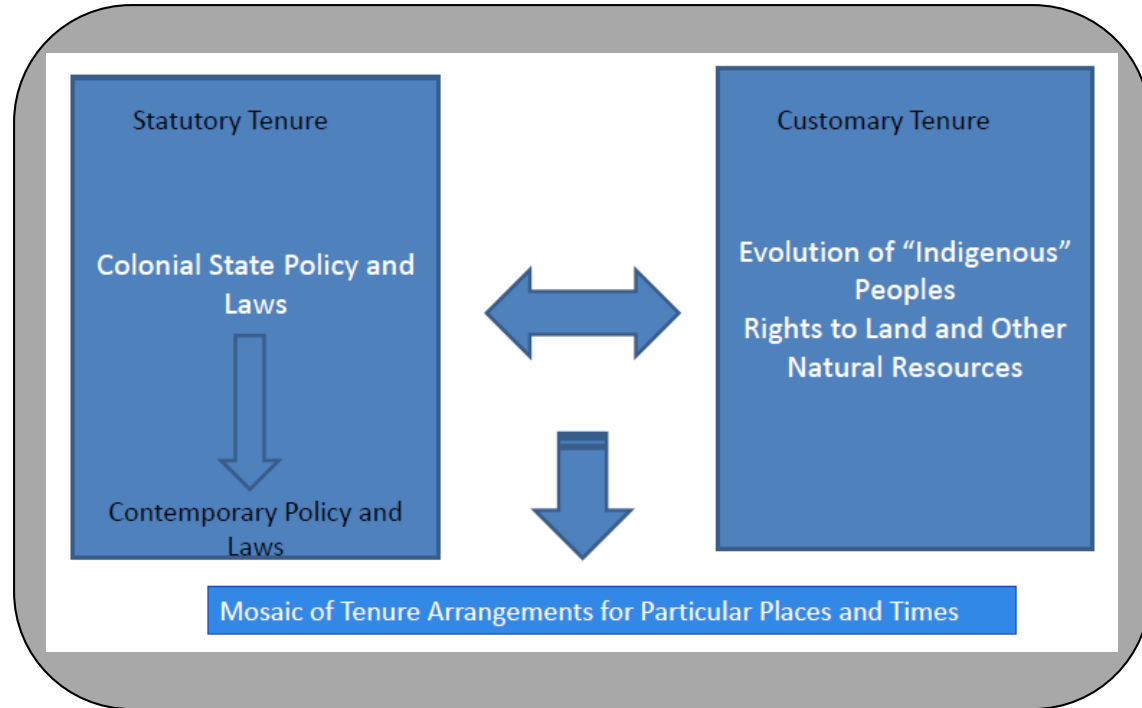 Statutory Tenure
Colonial State Policy and
Laws
Contemporary Policy and
Laws
Customary Tenure
Evolution of “Indigenous”
Peoples
Rights to Land and Other
Natural Resources
Mosaic of Tenure Arrangements for Particular Places and Times